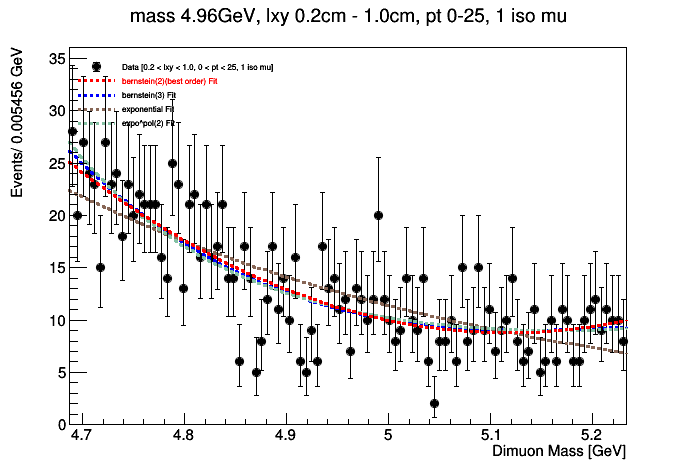 mass 4.96GeV, lxy 0.2cm - 1.0cm, pt 0-25, 1 iso mu
Events/ 0.005456 GeV
35
30
25
20
15
10
5
0
Data [0.2 < lxy < 1.0, 0 < pt < 25, 1 iso mu]
bernstein(2)(best order) Fit
bernstein(3) Fit
exponential Fit
expo*pol(2) Fit
4.7 4.8 4.9 5 5.1 5.2
Dimuon Mass [GeV]